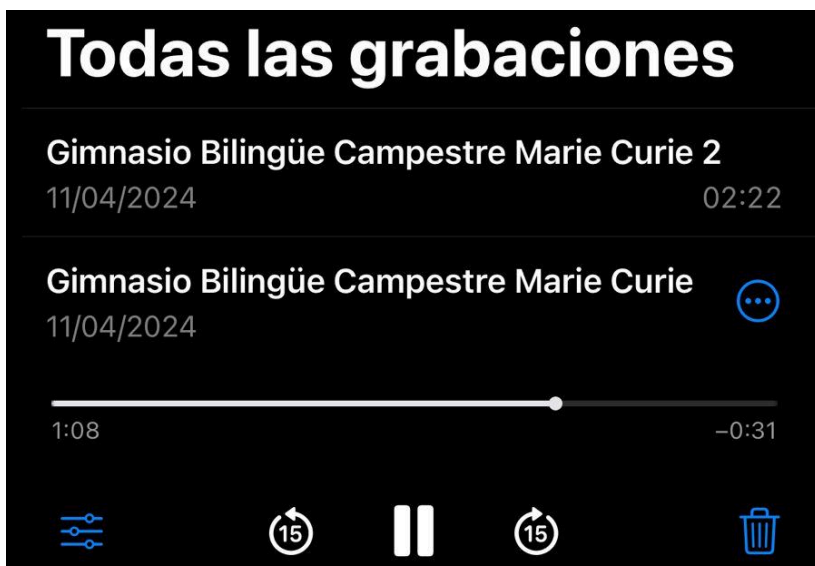 Todas las grabaciones
Gimnasio Bilingüe Campestre Marie Curie 2
11/04/2024 02:22
Gimnasio Bilingüe Campestre Marie Curie
11/04/2024
1:08 −0:31
15 15